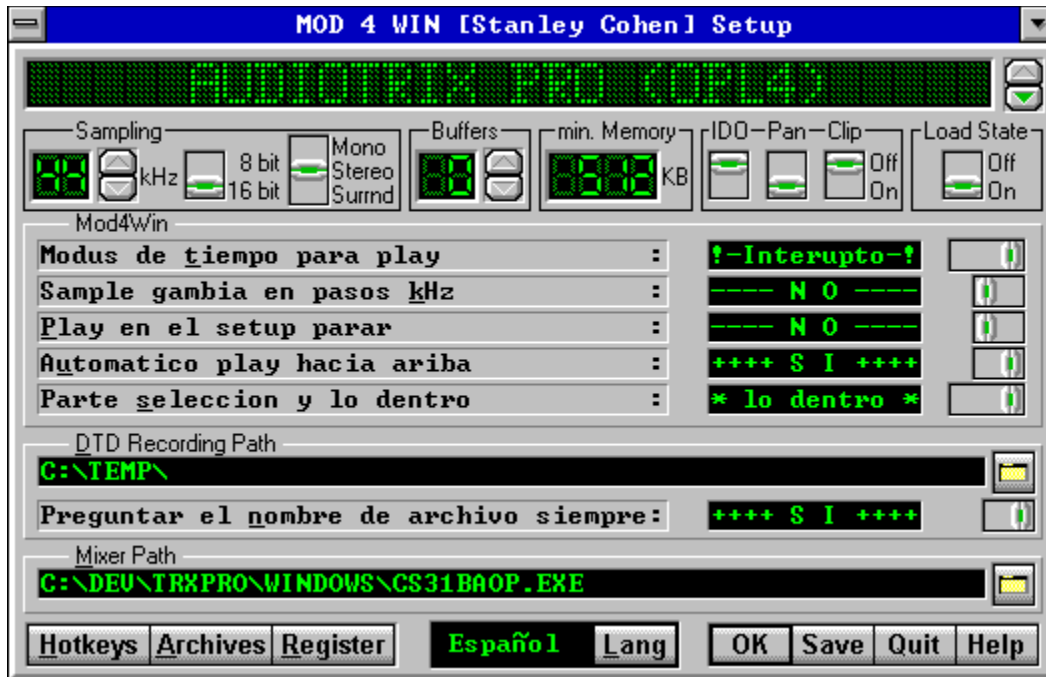 MOD 4 WIN [Stanley Cohen] Setup
AUDIOTRIX PRO (OPL4)
Sampling
44 kHz
8 bit
16 bit
Mono
Stereo
Surrnd
Buffers
8
min. Memory
512 KB
IDO Pan Clip
Off
On
Load State
Off
On
Mod4Win
Modus de tiempo para play : !-Interupto-!
Sample gambia en pasos kHz : ---- N O ----
Play en el setup parar : ---- N O ----
Automatico play hacia ariba : ++++ S I ++++
Parte seleccion y lo dentro : * lo dentro *
DTD Recording Path
C:\TEMP\
Preguntar el nombre de archivo siempre: ++++ S I ++++
Mixer Path
C:\DEV\TRXPRO\WINDOWS\CS31BAOP.EXE
Hotkeys Archives Register Español Lang OK Save Quit Help